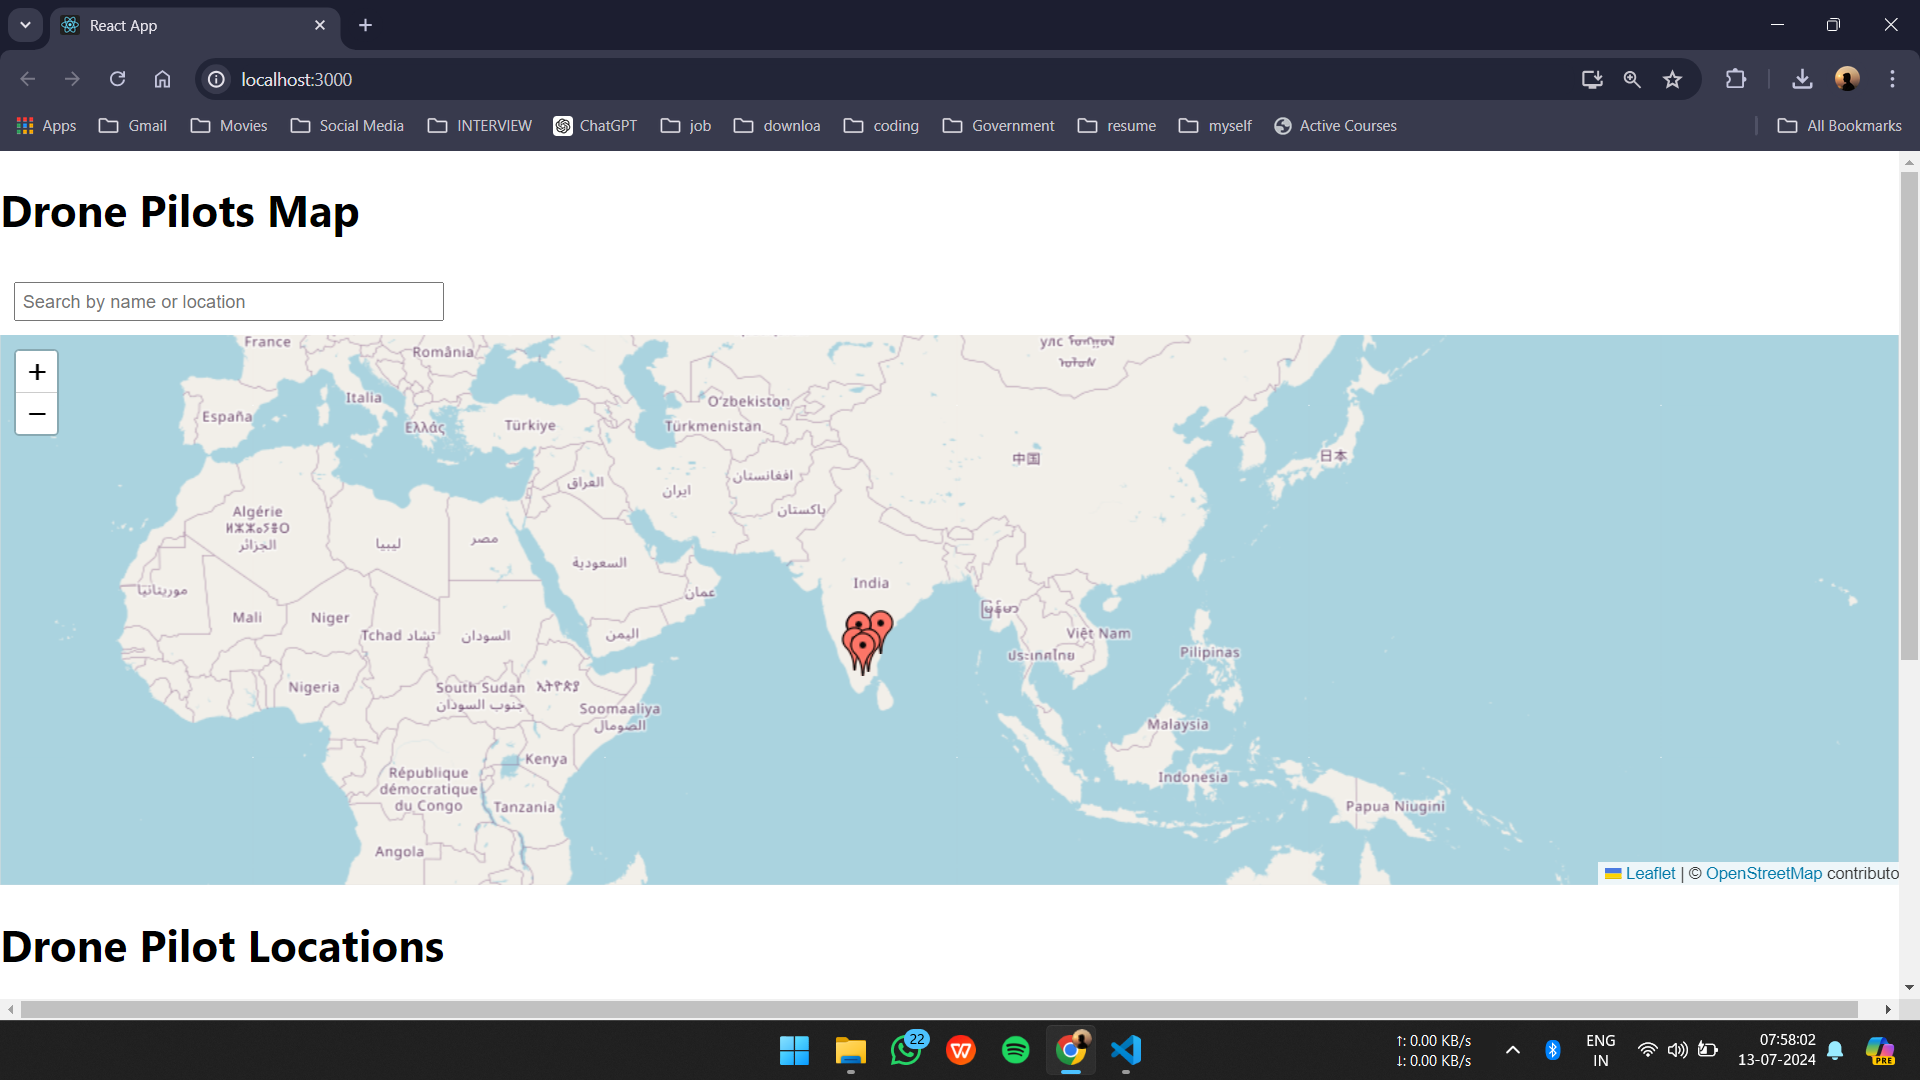 React App
localhost:3000
Apps Gmail Movies Social Media INTERVIEW ChatGPT job downloa coding Government resume myself Active Courses All Bookmarks
Drone Pilots Map
Search by name or location
+
−
France
România
Italia
España
Ελλάς
Türkiye
Oʻzbekiston
Türkmenistan
улс
中国
日本
افغانستان
العراق
ایران
پاکستان
Algérie
ⵍⵣⵣⴰⵢⴻⵔ
الجزائر
ليبيا
مصر
السعودية
عمان
India
موريتانيا
Mali
Niger
Tchad تشاد
السودان
اليمن
မြန်မာ
Việt Nam
ประเทศไทย
Pilipinas
Nigeria
South Sudan
جنوب السودان
ኢትዮጵያ
Soomaaliya
الصومال
Malaysia
Kenya
République
démocratique
du Congo
Tanzania
Indonesia
Papua Niugini
Angola
Leaflet | © OpenStreetMap contributo
Drone Pilot Locations
22
W
↑: 0.00 KB/s
↓: 0.00 KB/s
ENG
IN
07:58:02
13-07-2024
PRE